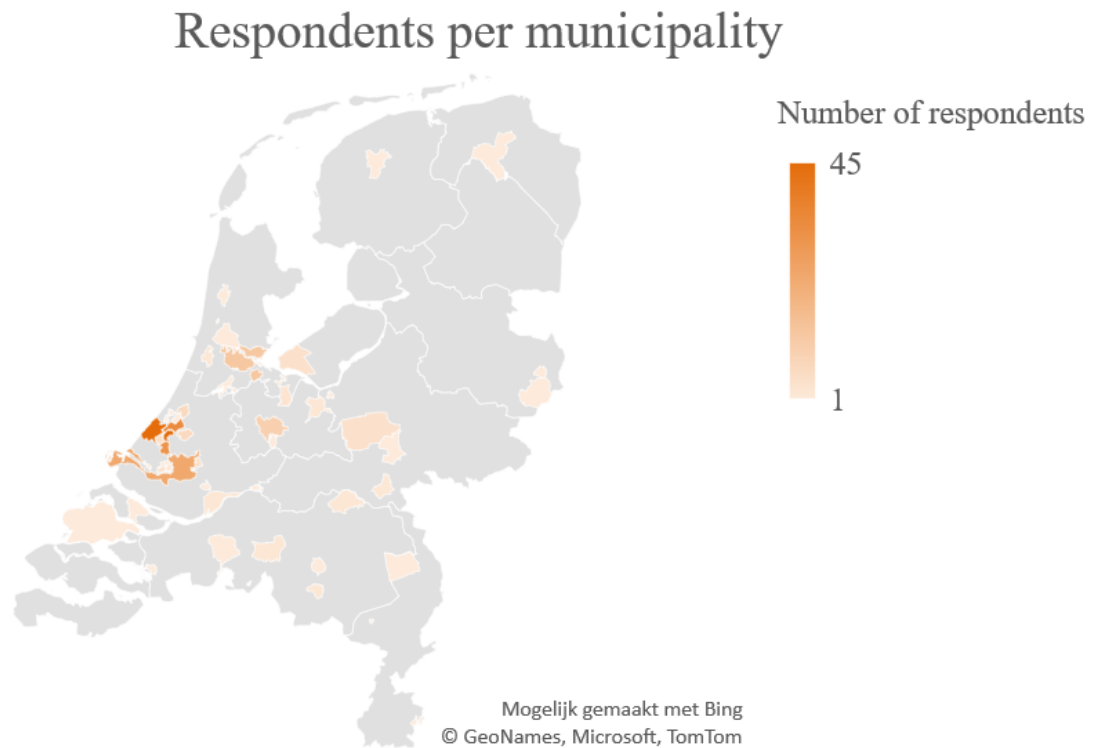 Respondents per municipality
Number of respondents
45
1
Mogelijk gemaakt met Bing
© GeoNames, Microsoft, TomTom